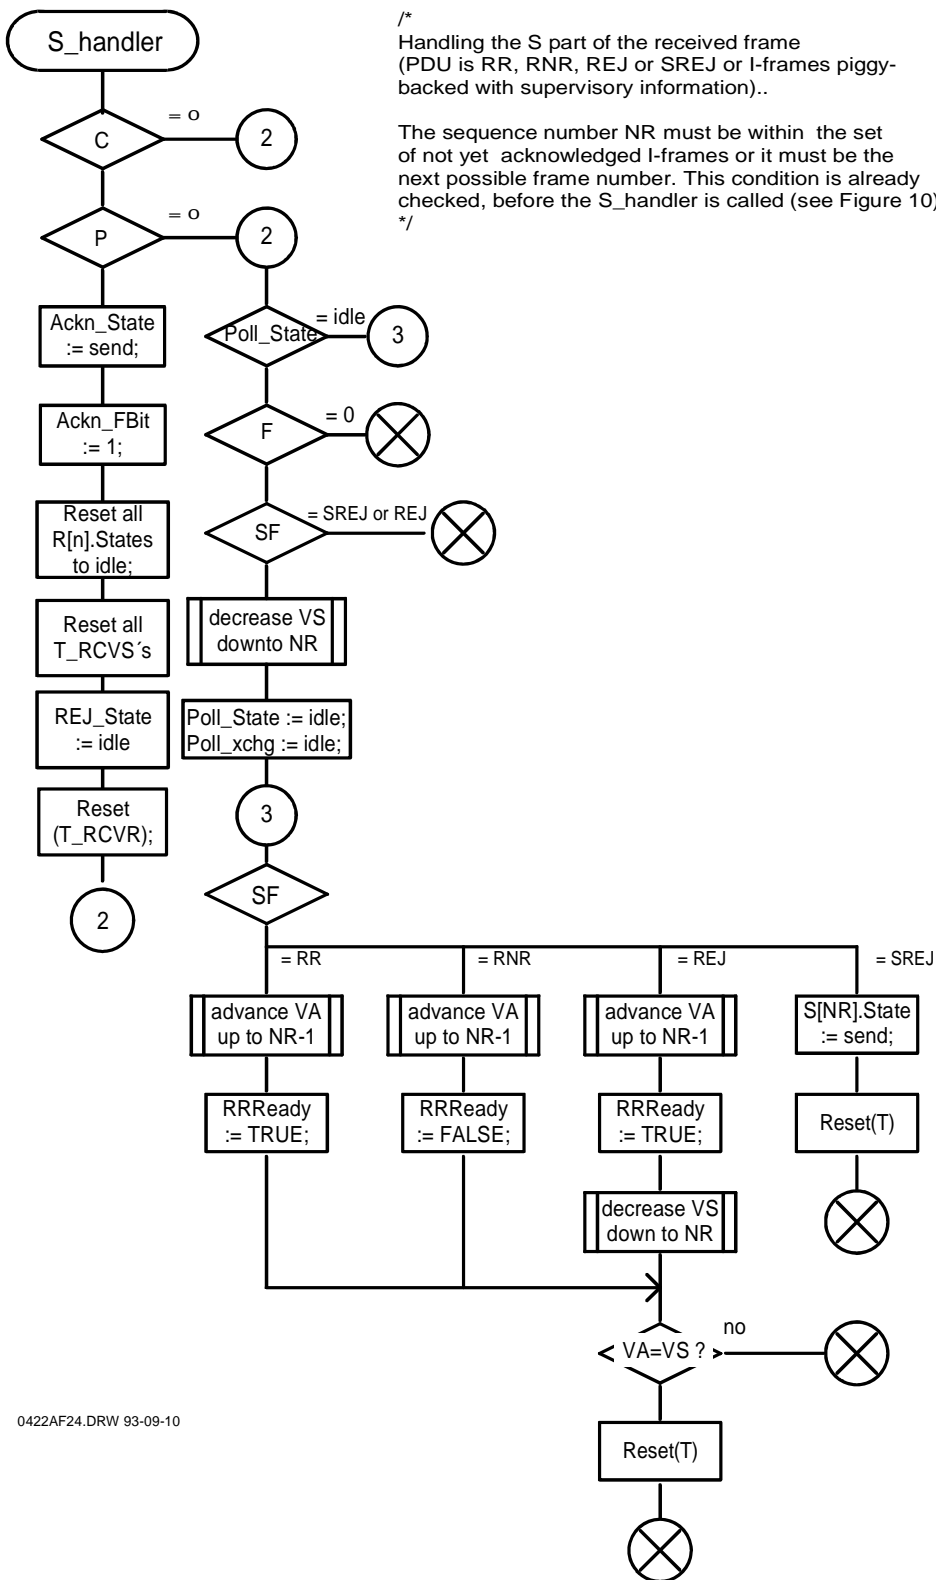 S_handler
/*
Handling the S part of the received frame
(PDU is RR, RNR, REJ or SREJ or I-frames piggy-
backed with supervisory information)..
The sequence number NR must be within the set
of not yet acknowledged I-frames or it must be the
next possible frame number. This condition is already
checked, before the S_handler is called (see Figure 10)
*/
C
= 0
2
P
= 0
2
Ackn_State
:= send;
Ackn_FBit
:= 1;
Reset all
R[n].States
to idle;
Reset all
T_RCVS´s
REJ_State
:= idle
Reset
(T_RCVR);
2
Poll_State
= idle
3
F
= 0
SF
= SREJ or REJ
decrease VS
downto NR
Poll_State := idle;
Poll_xchg := idle;
3
SF
= RR
= RNR
= REJ
= SREJ
advance VA
up to NR-1
RRReady
:= TRUE;
advance VA
up to NR-1
RRReady
:= FALSE;
advance VA
up to NR-1
RRReady
:= TRUE;
decrease VS
down to NR
S[NR].State
:= send;
Reset(T)
VA=VS ?
no
Reset(T)
0422AF24.DRW 93-09-10